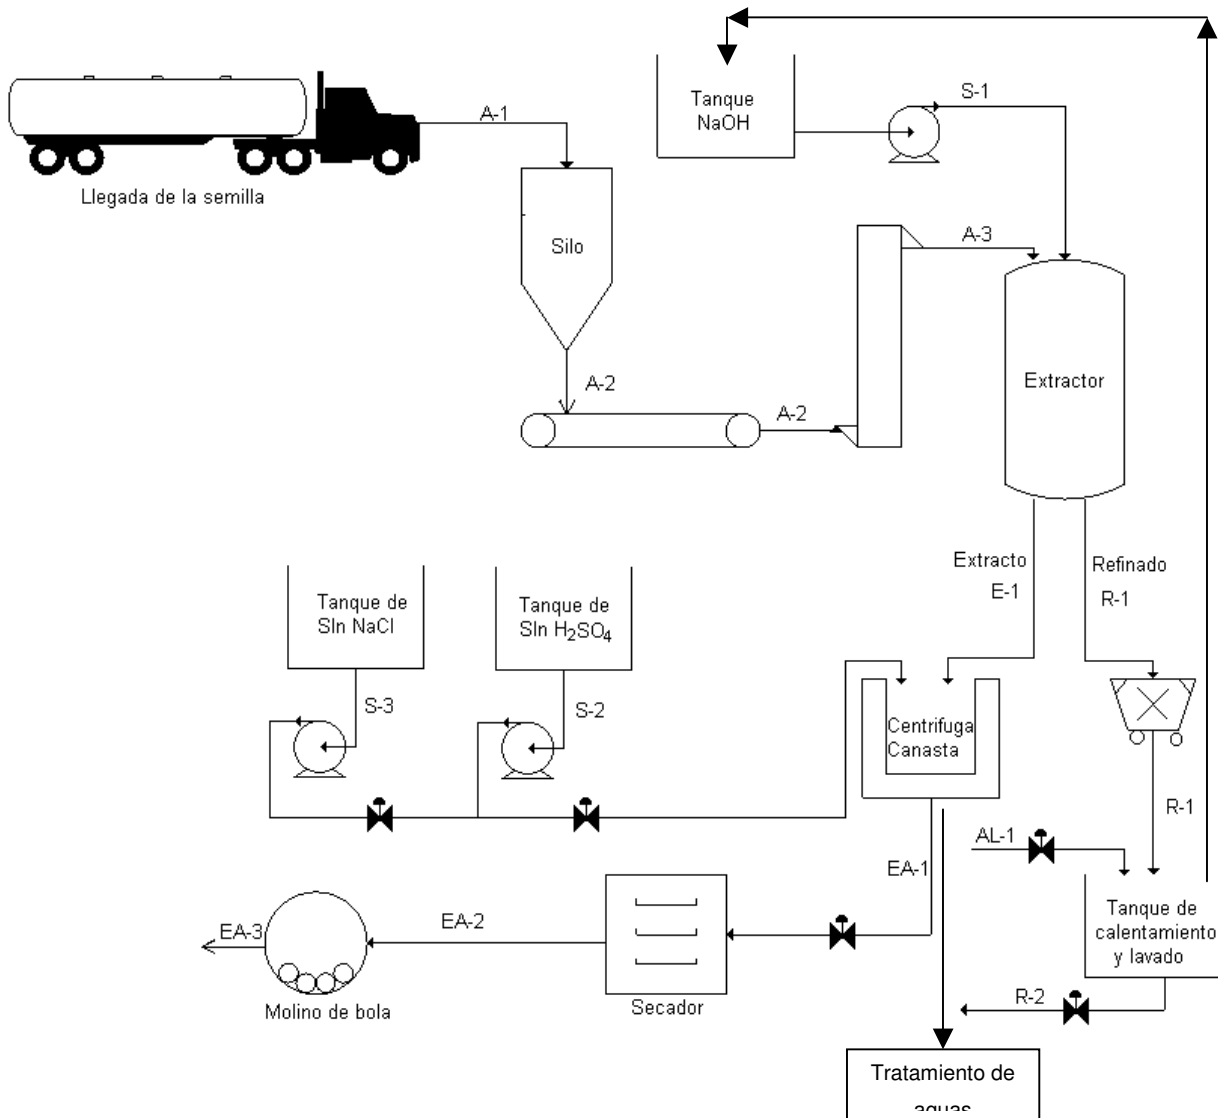 Tanque
NaOH
S-1
A-1
Llegada de la semilla
Silo
A-3
Extractor
A-2
A-2
Extracto
E-1
Refinado
R-1
Tanque de
Sln NaCl
Tanque de
Sln H2SO4
S-3
S-2
Centrifuga
Canasta
R-1
AL-1
EA-1
Tanque de
calentamiento
y lavado
EA-3
EA-2
Molino de bola
Secador
R-2
Tratamiento de
aguas